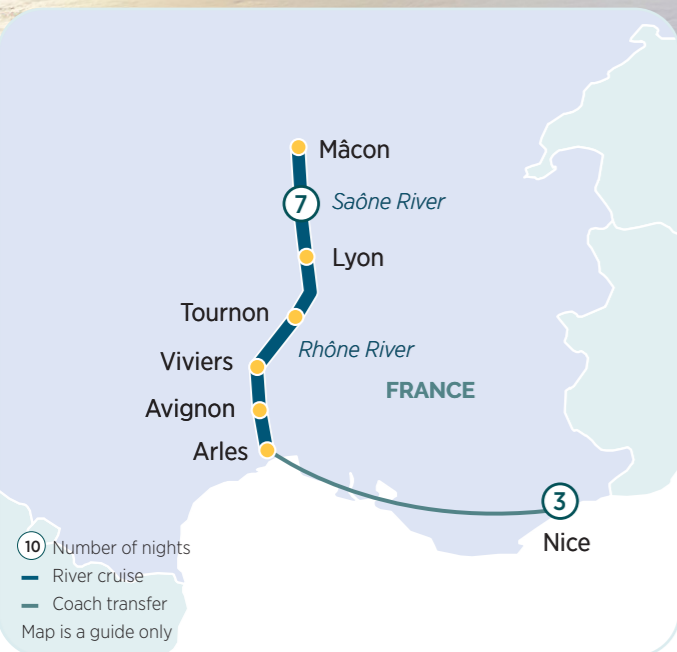 Mâcon
7 Saône River
Lyon
Tournon
Rhône River
Viviers
FRANCE
Avignon
Arles
3
Nice
10 Number of nights
River cruise
Coach transfer
Map is a guide only